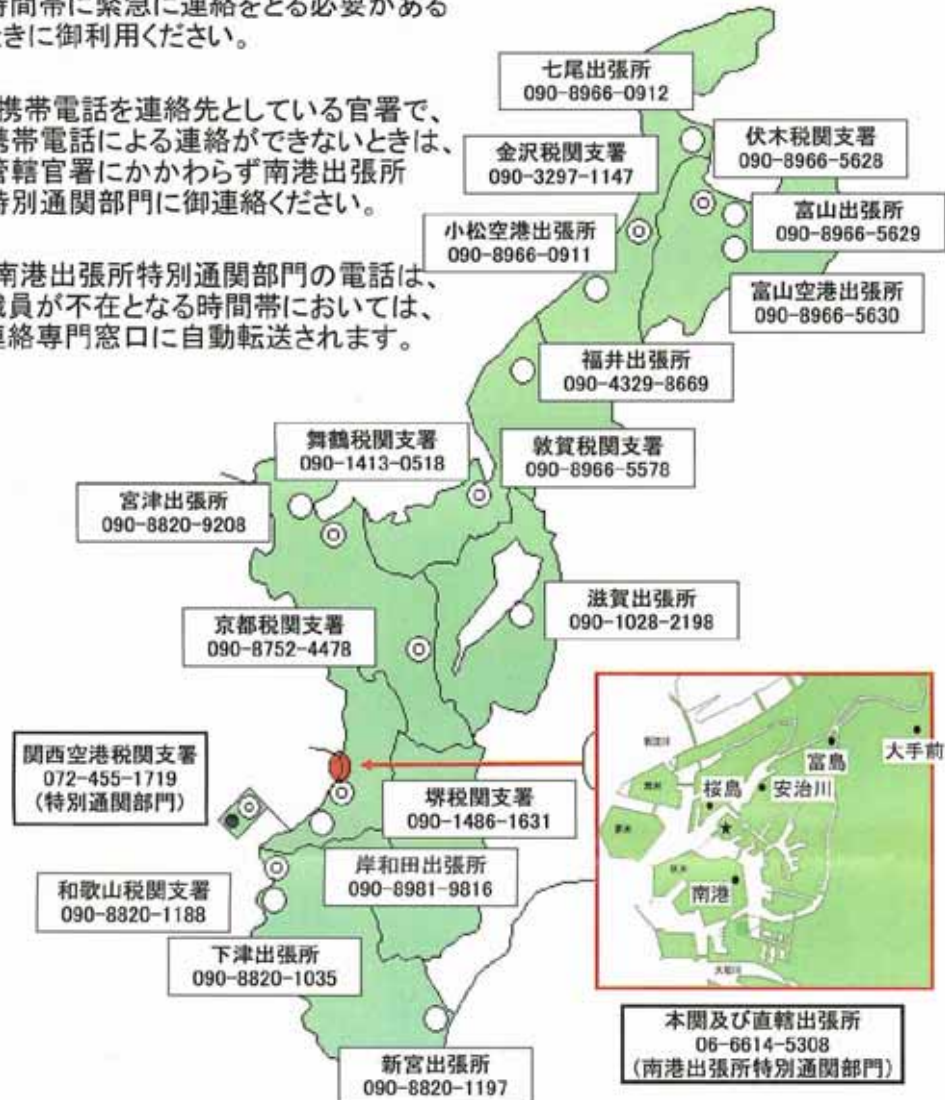 時間帯に緊急に連絡をとる必要がある
ときに御利用ください。
携帯電話を連絡先としている官署で、
携帯電話による連絡ができないときは、
管轄官署にかかわらず南港出張所
特別通関部門に御連絡ください。
南港出張所特別通関部門の電話は、
職員が不在となる時間帯においては、
連絡専門窓口に自動転送されます。
七尾出張所
090-8966-0912
金沢税関支署
090-3297-1147
伏木税関支署
090-8966-5628
小松空港出張所
090-8966-0911
富山出張所
090-8966-5629
富山空港出張所
090-8966-5630
福井出張所
090-4329-8669
舞鶴税関支署
090-1413-0518
敦賀税関支署
090-8966-5578
宮津出張所
090-8820-9208
滋賀出張所
090-1028-2198
京都税関支署
090-8752-4478
関西空港税関支署
072-455-1719
(特別通関部門)
堺税関支署
090-1486-1631
岸和田出張所
090-8981-9816
和歌山税関支署
090-8820-1188
下津出張所
090-8820-1035
新宮出張所
090-8820-1197
大手前
富島
桜島
安治川
南港
本関及び直轄出張所
06-6614-5308
(南港出張所特別通関部門)